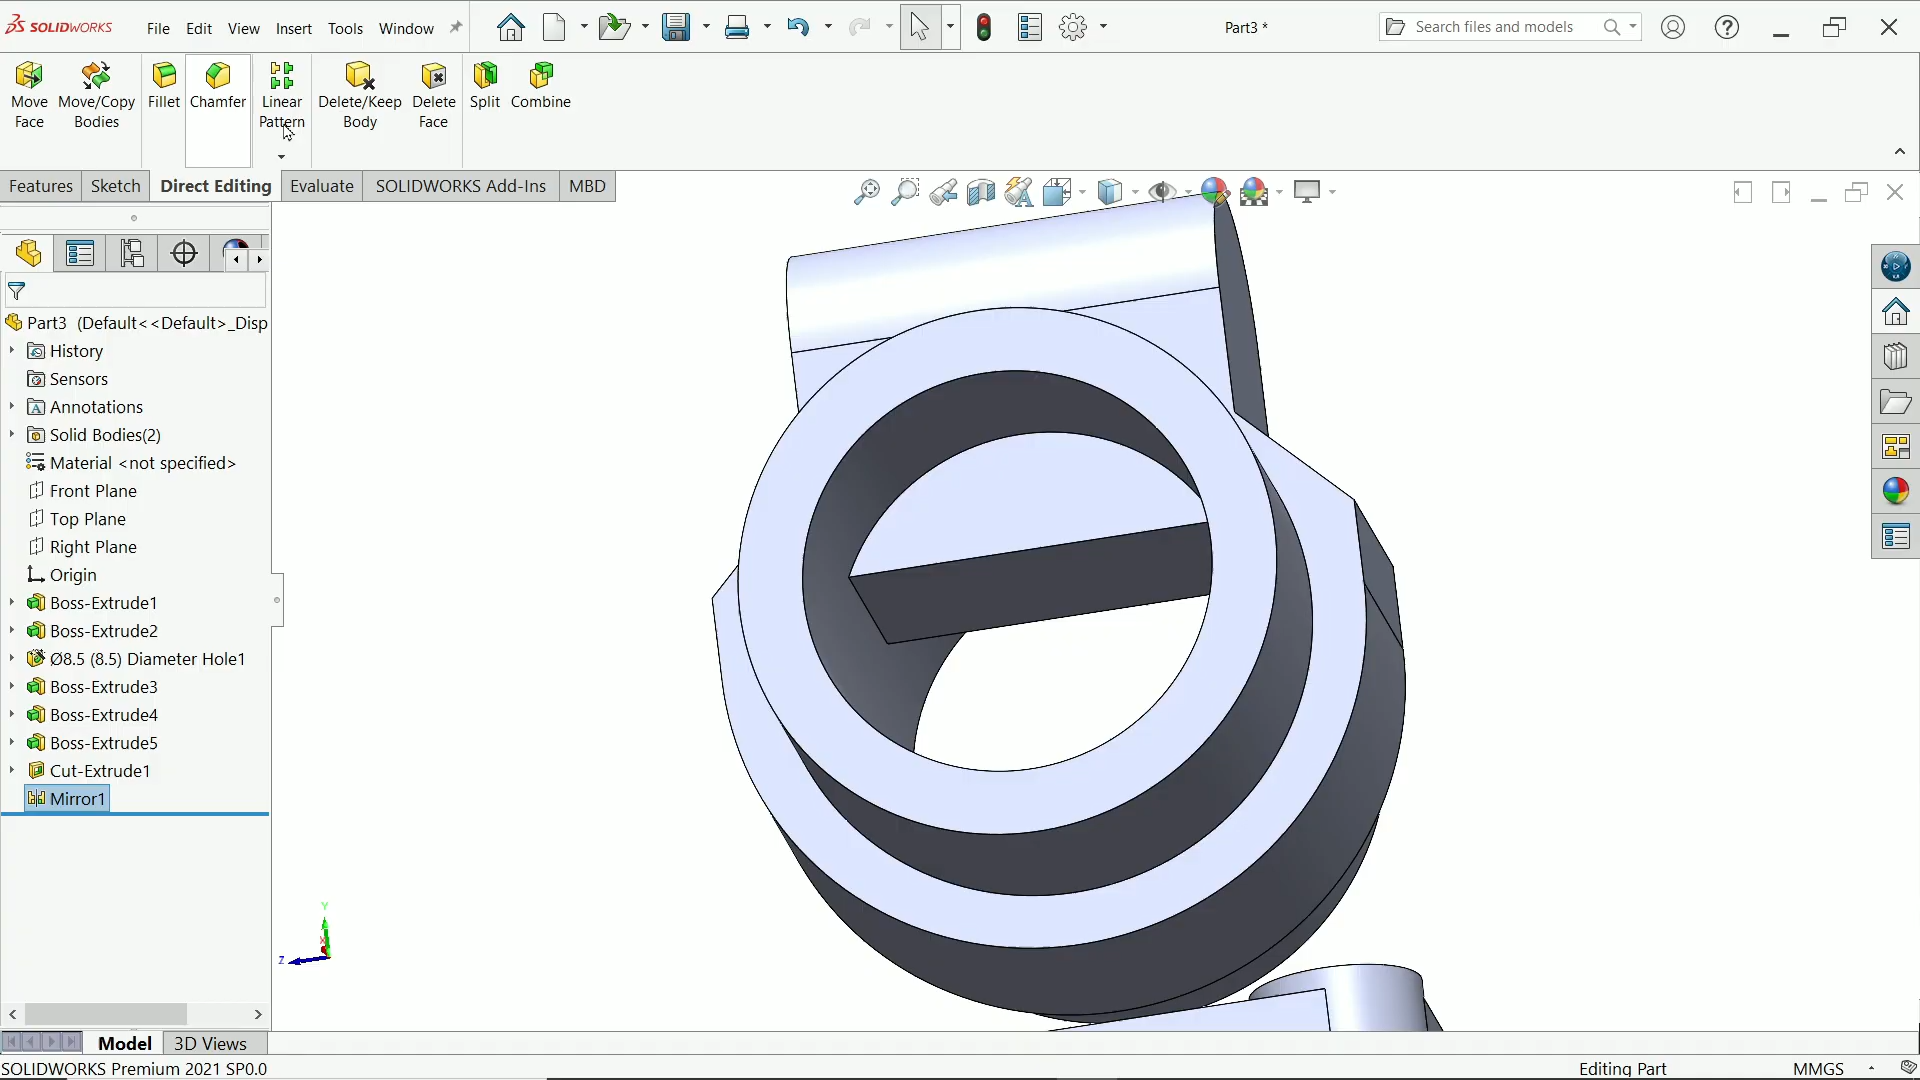 SOLIDWORKS File Edit View Insert Tools Window Part3 * Search files and models
Move Face Move/Copy Bodies Fillet Chamfer Linear Pattern Delete/Keep Body Delete Face Split Combine
Features Sketch Direct Editing Evaluate SOLIDWORKS Add-Ins MBD
Part3 (Default<<Default>_Disp
History
Sensors
Annotations
Solid Bodies(2)
Material <not specified>
Front Plane
Top Plane
Right Plane
Origin
Boss-Extrude1
Boss-Extrude2
Ø8.5 (8.5) Diameter Hole1
Boss-Extrude3
Boss-Extrude4
Boss-Extrude5
Cut-Extrude1
Mirror1
Y
X
Z
Model 3D Views
SOLIDWORKS Premium 2021 SP0.0 Editing Part MMGS